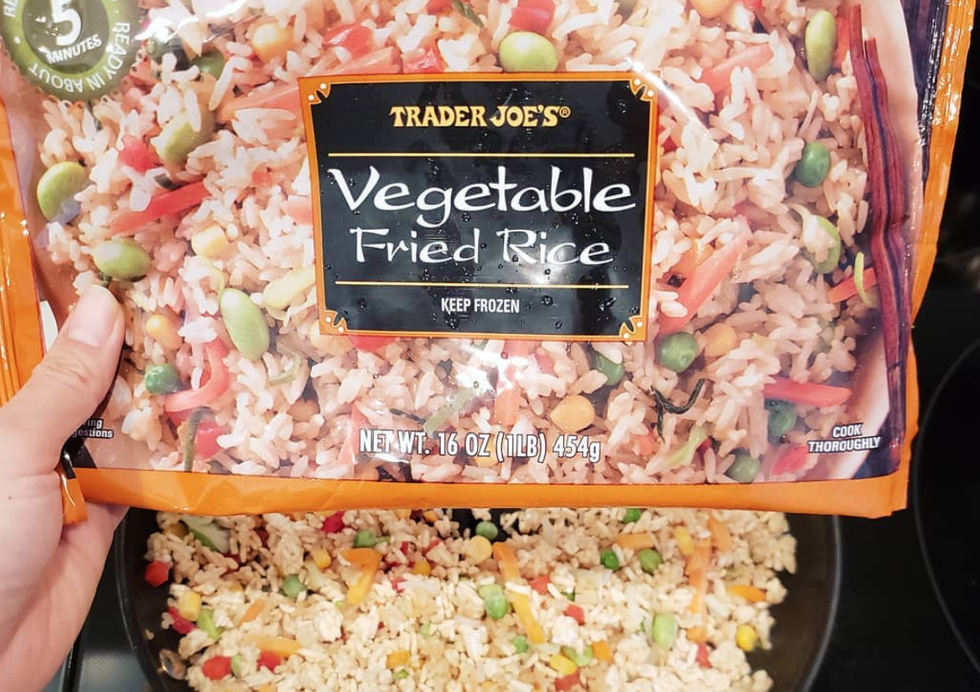 5
MINUTES
READY IN ABOUT
TRADER JOE'S®
Vegetable
Fried Rice
KEEP FROZEN
NET WT. 16 OZ (1LB) 454g
COOK
THOROUGHLY